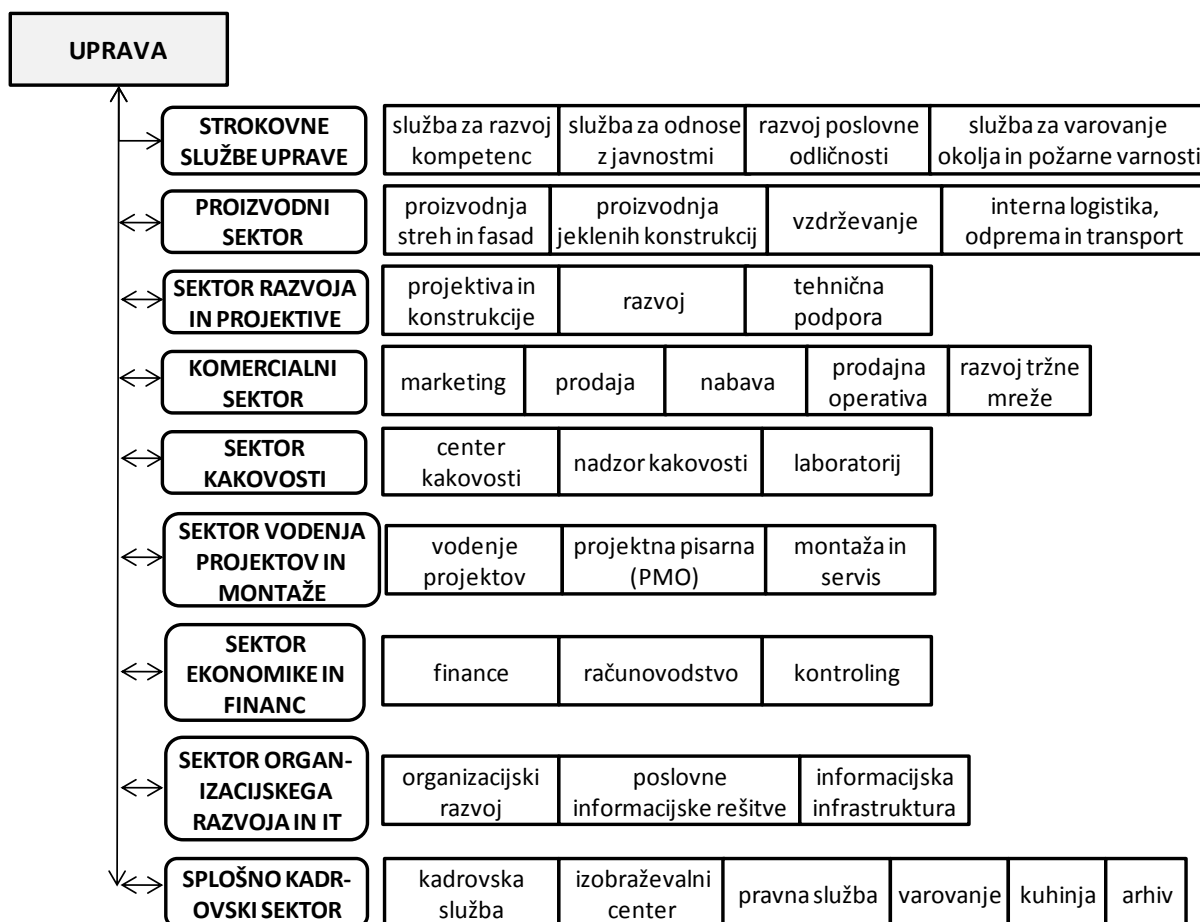 UPRAVA
STROKOVNE
SLUŽBE UPRAVE
služba za razvoj
kompetenc
služba za odnose
z javnostmi
razvoj poslovne
odličnosti
služba za varovanje
okolja in požarne varnosti
PROIZVODNI
SEKTOR
proizvodnja
streh in fasad
proizvodnja
jeklenih konstrukcij
vzdrževanje
interna logistika,
odprema in transport
SEKTOR RAZVOJA
IN PROJEKTIVE
projektiva in
konstrukcije
razvoj
tehnična
podpora
KOMERCIALNI
SEKTOR
marketing
prodaja
nabava
prodajna
operativa
razvoj tržne
mreže
SEKTOR
KAKOVOSTI
center
kakovosti
nadzor kakovosti
laboratorij
SEKTOR VODENJA
PROJEKTOV IN
MONTAŽE
vodenje
projektov
projektna pisarna
(PMO)
montaža in
servis
SEKTOR
EKONOMIKE IN
FINANC
finance
računovodstvo
kontroling
SEKTOR ORGAN-
IZACIJSKEGA
RAZVOJA IN IT
organizacijski
razvoj
poslovne
informacijske rešitve
informacijska
infrastruktura
SPLOŠNO KADR-
OVSKI SEKTOR
kadrovska
služba
izobraževalni
center
pravna služba
varovanje
kuhinja
arhiv